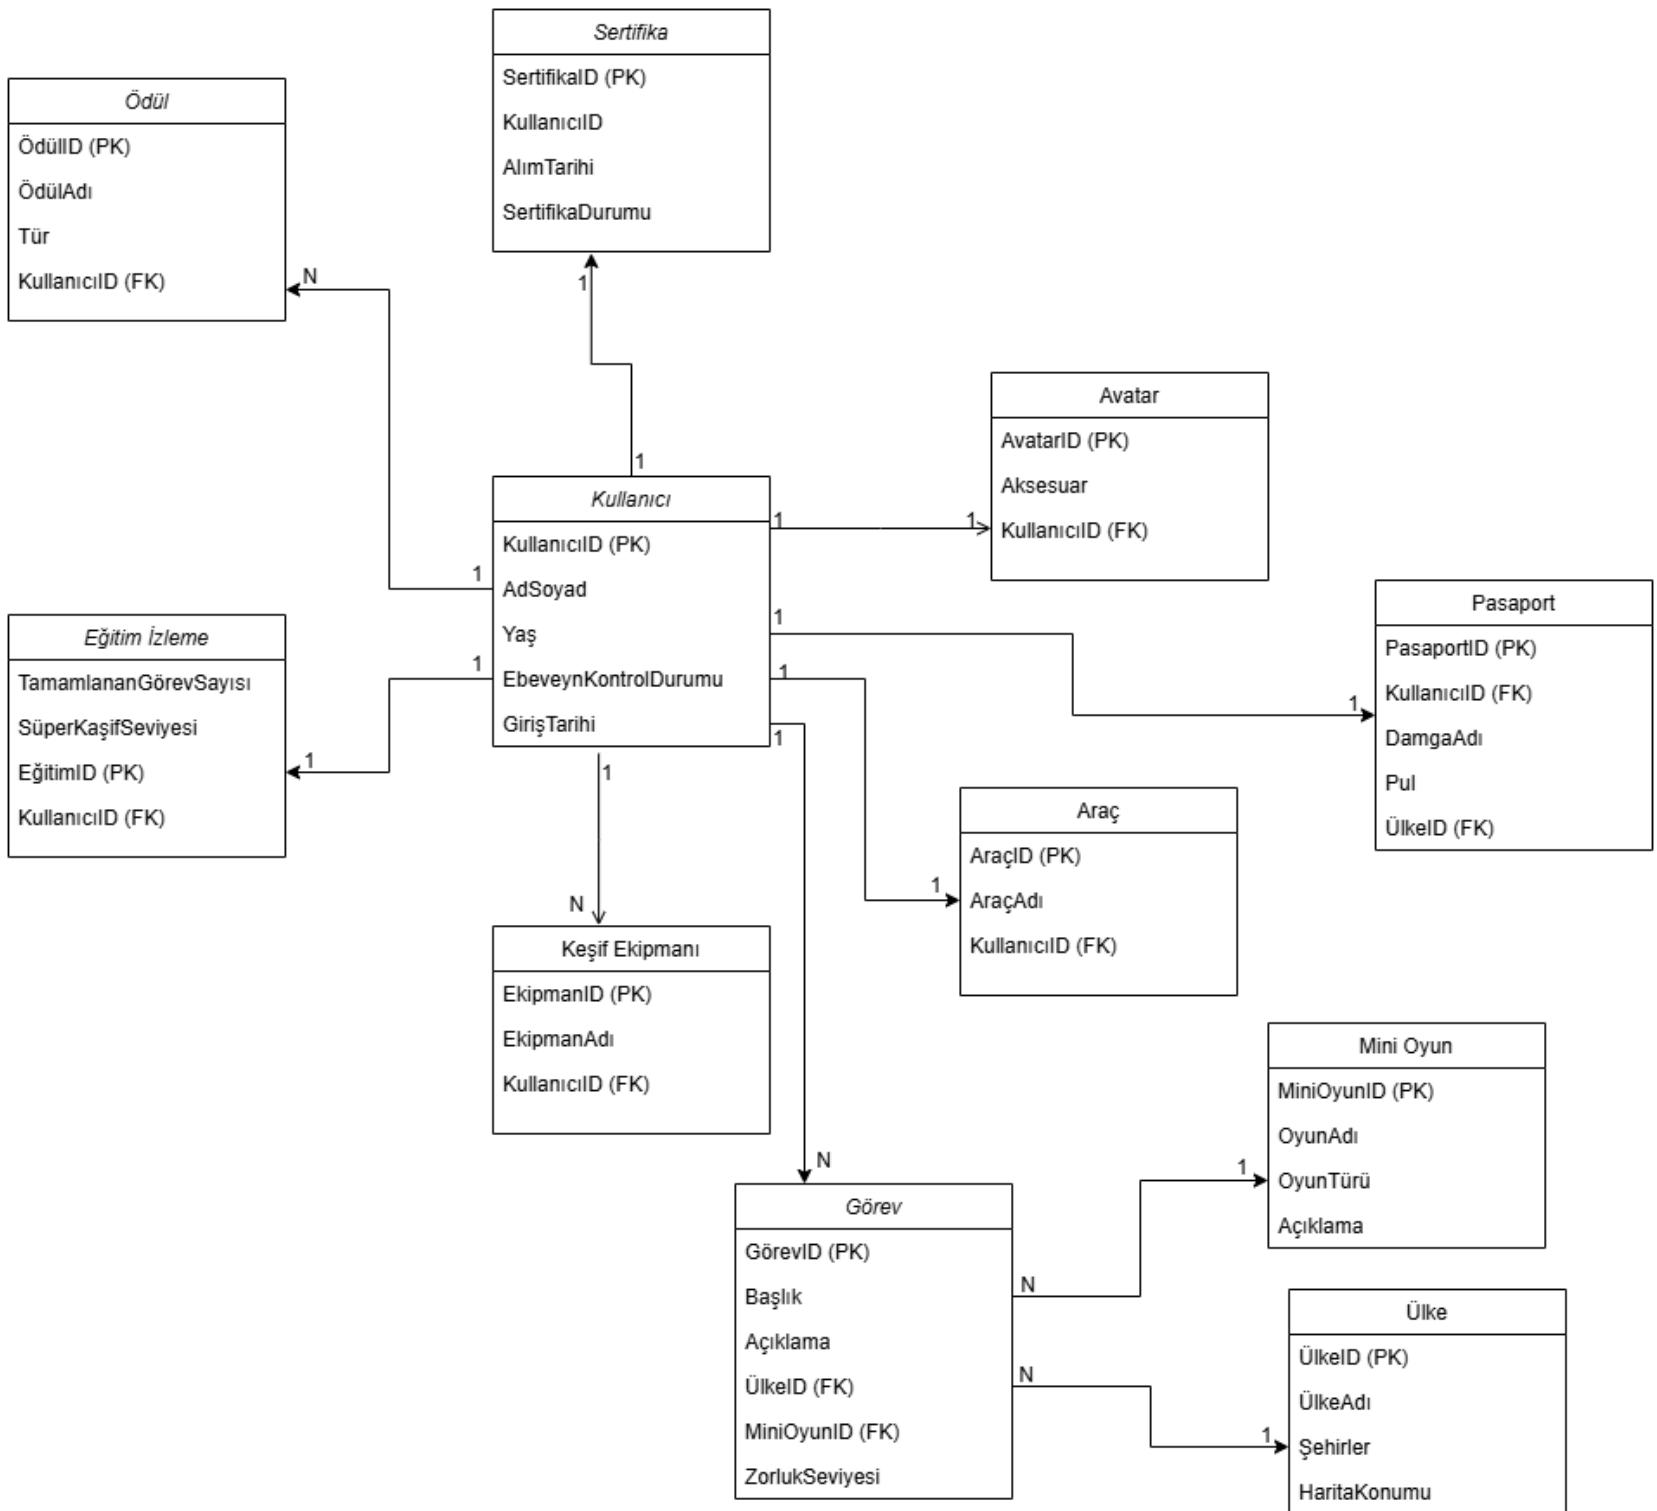 Sertifika
SertifikaID (PK)
KullanıcıID
AlımTarihi
SertifikaDurumu
Ödül
ÖdülID (PK)
ÖdülAdı
Tür
KullanıcıID (FK)
N
1
1
Avatar
AvatarID (PK)
Aksesuar
KullanıcıID (FK)
Kullanıcı
KullanıcıID (PK)
AdSoyad
Yaş
EbeveynKontrolDurumu
GirişTarihi
1
1
1
1
1
1
1
1
Pasaport
PasaportID (PK)
KullanıcıID (FK)
DamgaAdı
Pul
ÜlkeID (FK)
1
Eğitim İzleme
TamamlananGörevSayısı
SüperKaşifSeviyesi
EğitimID (PK)
KullanıcıID (FK)
1
Araç
AraçID (PK)
AraçAdı
KullanıcıID (FK)
1
N
Keşif Ekipmanı
EkipmanID (PK)
EkipmanAdı
KullanıcıID (FK)
N
Mini Oyun
MiniOyunID (PK)
OyunAdı
OyunTürü
Açıklama
1
Görev
GörevID (PK)
Başlık
Açıklama
ÜlkeID (FK)
MiniOyunID (FK)
ZorlukSeviyesi
N
N
1
Ülke
ÜlkeID (PK)
ÜlkeAdı
Şehirler
HaritaKonumu